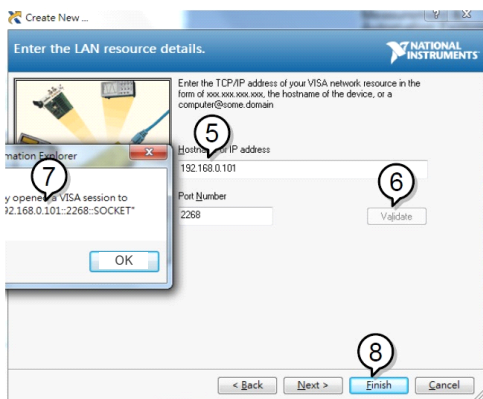 Create New ...
Enter the LAN resource details.
NATIONAL
INSTRUMENTS
Enter the TCP/IP address of your VISA network resource in the
form of xxx.xxx.xxx.xxx, the hostname of the device, or a
computer@some.domain
5
Hostname or IP address
192.168.0.101
6
Port Number
2268
Validate
mation Explorer
7
y opened a VISA session to
92.168.0.101::2268::SOCKET"
OK
8
< Back
Next >
Finish
Cancel